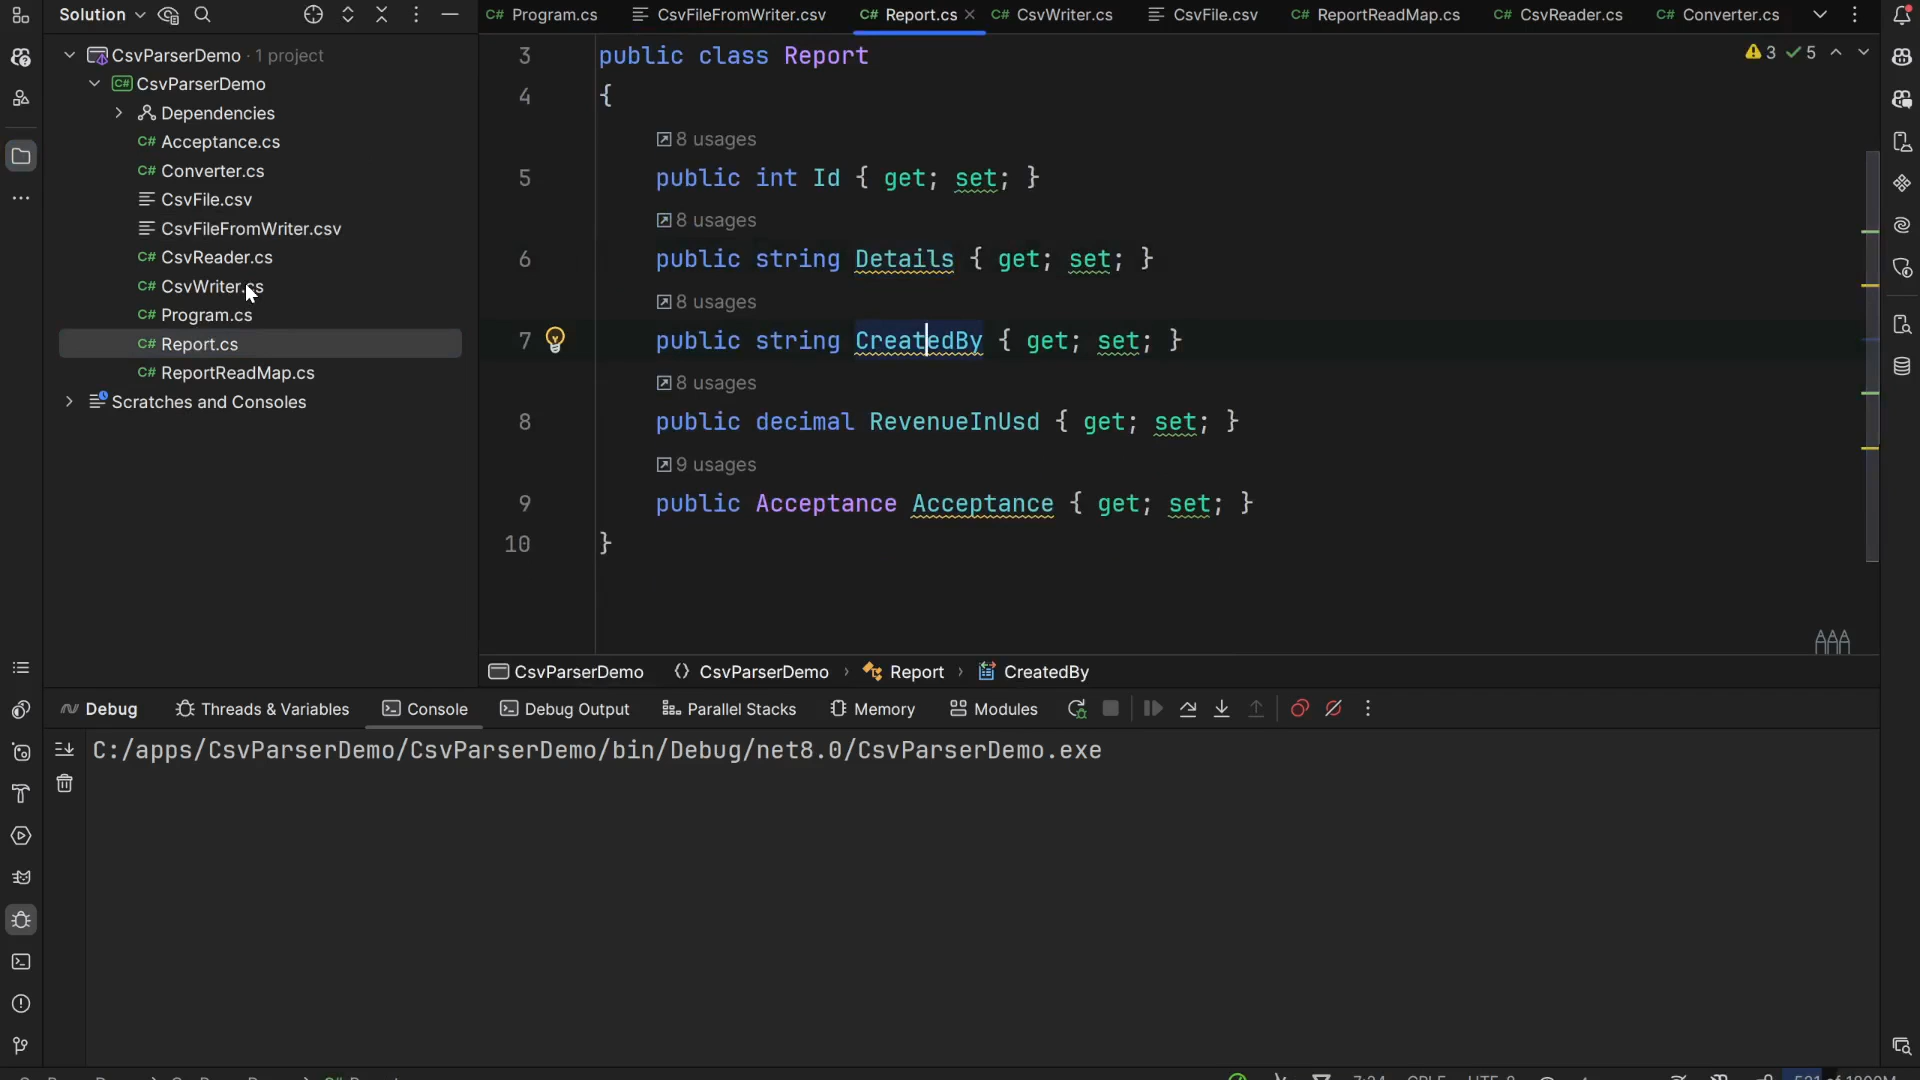 Solution
C# Program.cs
CsvFileFromWriter.csv
C# Report.cs
C# CsvWriter.cs
CsvFile.csv
C# ReportReadMap.cs
C# CsvReader.cs
C# Converter.cs
CsvParserDemo · 1 project
C# CsvParserDemo
Dependencies
C# Acceptance.cs
C# Converter.cs
CsvFile.csv
CsvFileFromWriter.csv
C# CsvReader.cs
C# CsvWriter.cs
C# Program.cs
C# Report.cs
C# ReportReadMap.cs
Scratches and Consoles
3 public class Report
3 5
4 {
8 usages
5 public int Id { get; set; }
8 usages
6 public string Details { get; set; }
8 usages
7 public string CreatedBy { get; set; }
8 usages
8 public decimal RevenueInUsd { get; set; }
9 usages
9 public Acceptance Acceptance { get; set; }
10 }
CsvParserDemo CsvParserDemo › Report › CreatedBy
Debug Threads & Variables Console Debug Output Parallel Stacks Memory Modules
C:/apps/CsvParserDemo/CsvParserDemo/bin/Debug/net8.0/CsvParserDemo.exe